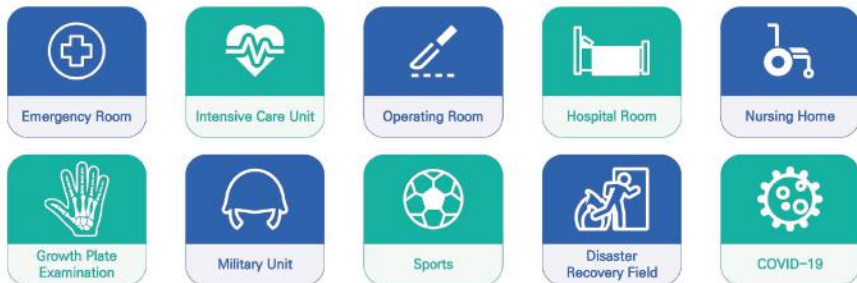 Emergency Room
Intensive Care Unit
Operating Room
Hospital Room
Nursing Home
Growth Plate
Examination
Military Unit
Sports
Disaster
Recovery Field
COVID-19